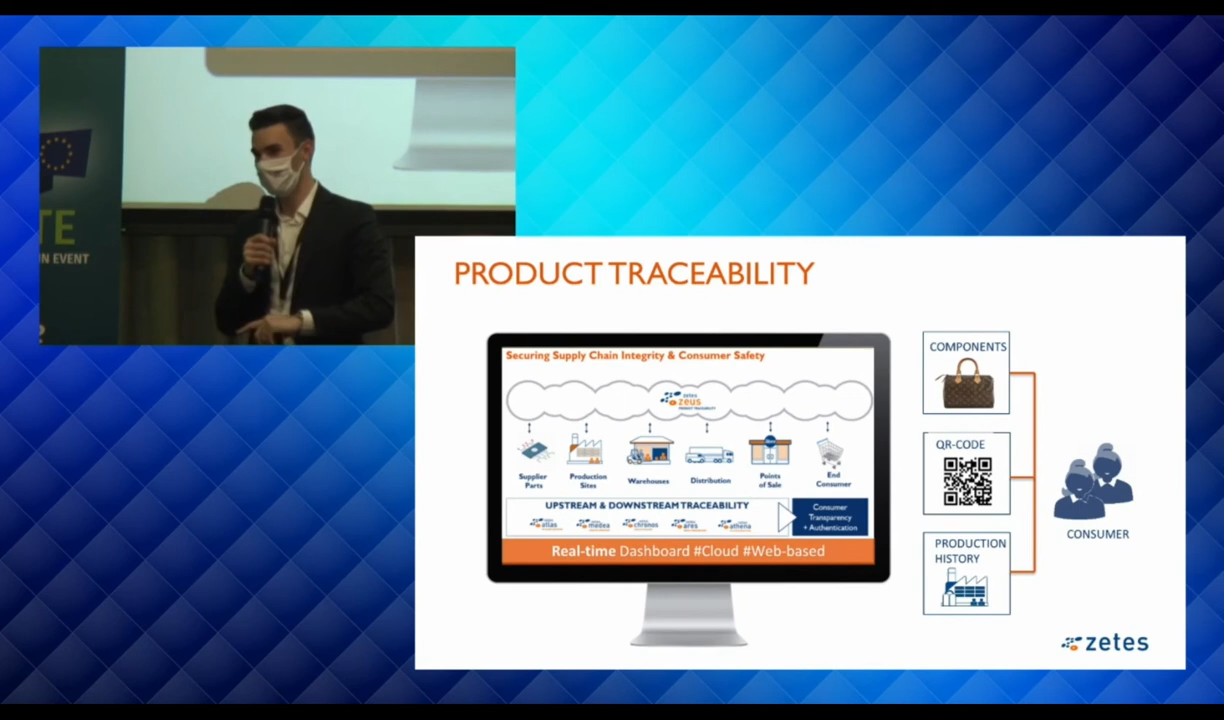 TE
N EVENT
PRODUCT TRACEABILITY
Securing Supply Chain Integrity & Consumer Safety
zetes
zeus
PRODUCT TRACEABILITY
Supplier
Parts
Production
Sites
Warehouses
Distribution
Points
of Sale
End
Consumer
UPSTREAM & DOWNSTREAM TRACEABILITY
atlas
medea
chronos
ares
athena
Consumer
Transparency
+ Authentication
Real-time Dashboard #Cloud #Web-based
COMPONENTS
QR-CODE
PRODUCTION
HISTORY
CONSUMER
zetes